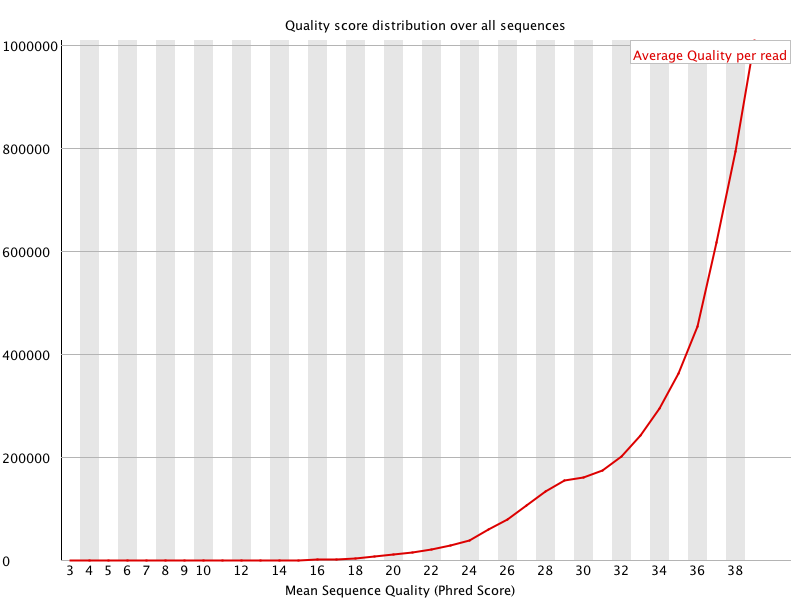 Quality score distribution over all sequences
Average Quality per read
1000000
800000
600000
400000
200000
0
3 4 5 6 7 8 9 10 12 14 16 18 20 22 24 26 28 30 32 34 36 38
Mean Sequence Quality (Phred Score)